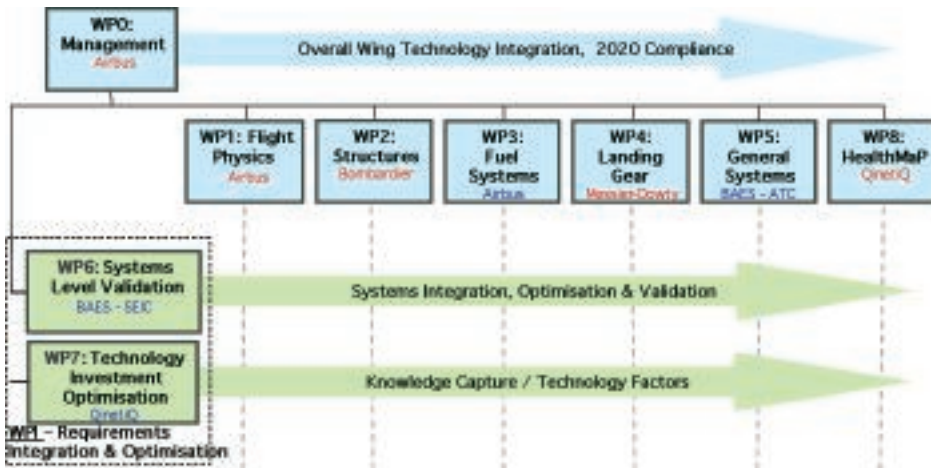 WP0:
Management
Airbus
Overall Wing Technology Integration, 2020 Compliance
WP1: Flight
Physics
Airbus
WP2:
Structures
Bombardier
WP3:
Fuel
Systems
Airbus
WP4:
Landing
Gear
Messier-Dowty
WP5:
General
Systems
BAES - ATC
WP8:
HealthMaP
QinetiQ
WP6: Systems
Level Validation
BAES - SEIC
Systems Integration, Optimisation & Validation
WP7: Technology
Investment
Optimisation
QinetiQ
Knowledge Capture / Technology Factors
WP1 - Requirements
Integration & Optimisation